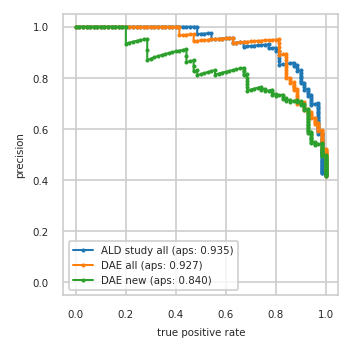 1.0
0.8
0.6
0.4
0.2
0.0
precision
ALD study all (aps: 0.935)
DAE all (aps: 0.927)
DAE new (aps: 0.840)
0.0 0.2 0.4 0.6 0.8 1.0
true positive rate